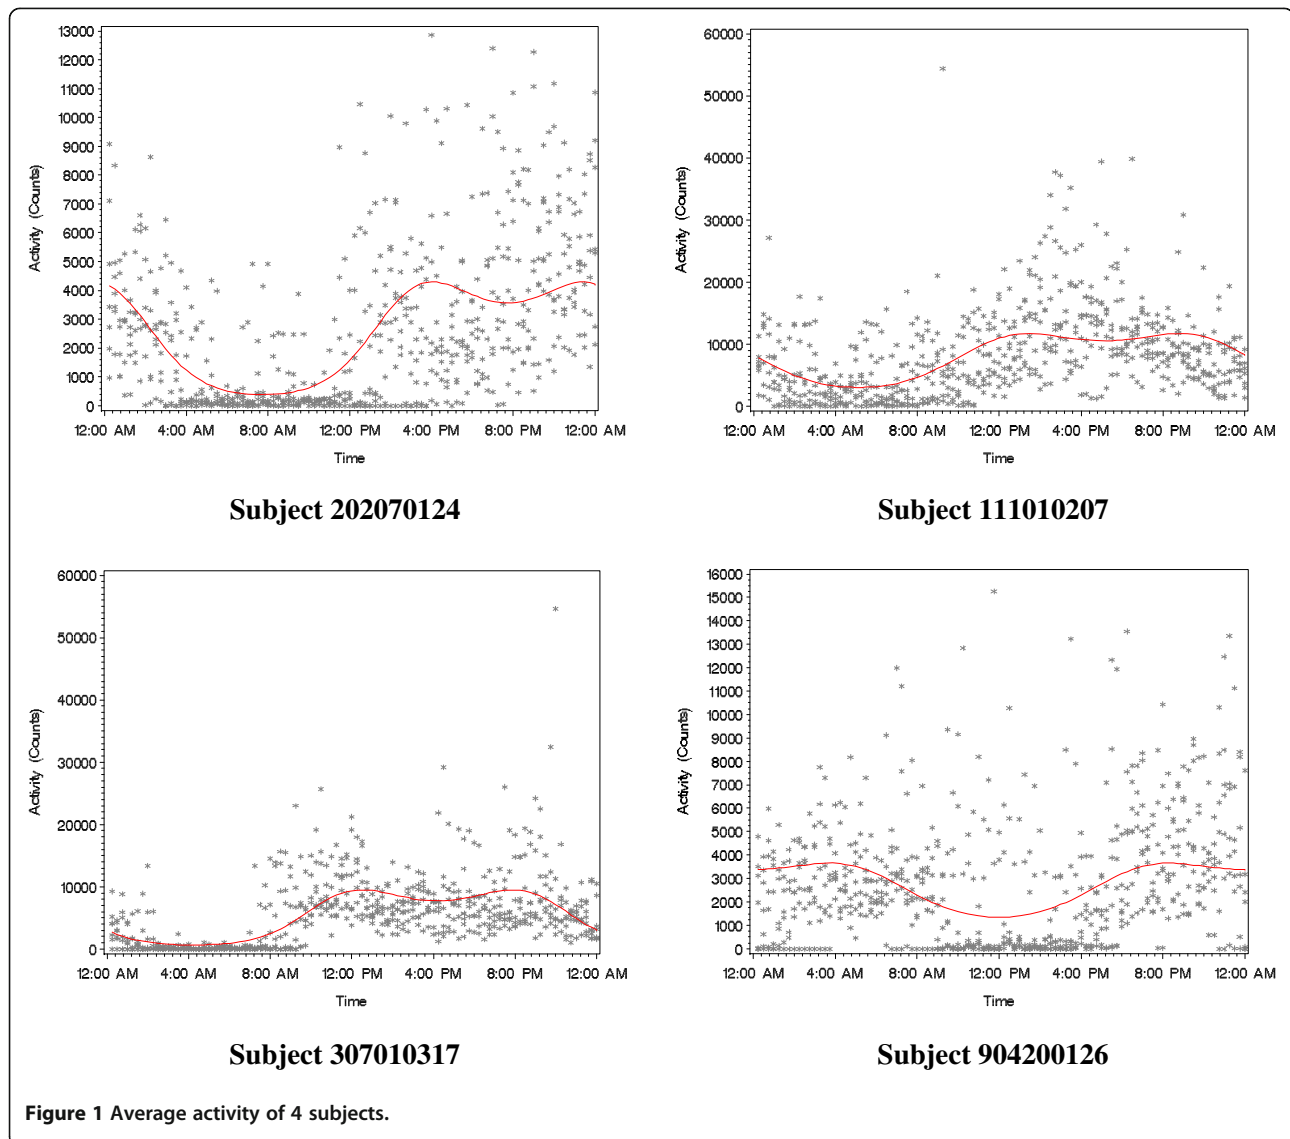 13000
12000
11000
10000
9000
8000
7000
6000
5000
4000
3000
2000
1000
0
Activity (Counts)
12:00 AM 4:00 AM 8:00 AM 12:00 PM 4:00 PM 8:00 PM 12:00 AM
Time
Subject 202070124
60000
50000
40000
30000
20000
10000
0
Activity (Counts)
12:00 AM 4:00 AM 8:00 AM 12:00 PM 4:00 PM 8:00 PM 12:00 AM
Time
Subject 111010207
60000
50000
40000
30000
20000
10000
0
Activity (Counts)
12:00 AM 4:00 AM 8:00 AM 12:00 PM 4:00 PM 8:00 PM 12:00 AM
Time
Subject 307010317
16000
15000
14000
13000
12000
11000
10000
9000
8000
7000
6000
5000
4000
3000
2000
1000
0
Activity (Counts)
12:00 AM 4:00 AM 8:00 AM 12:00 PM 4:00 PM 8:00 PM 12:00 AM
Time
Subject 904200126
Figure 1 Average activity of 4 subjects.